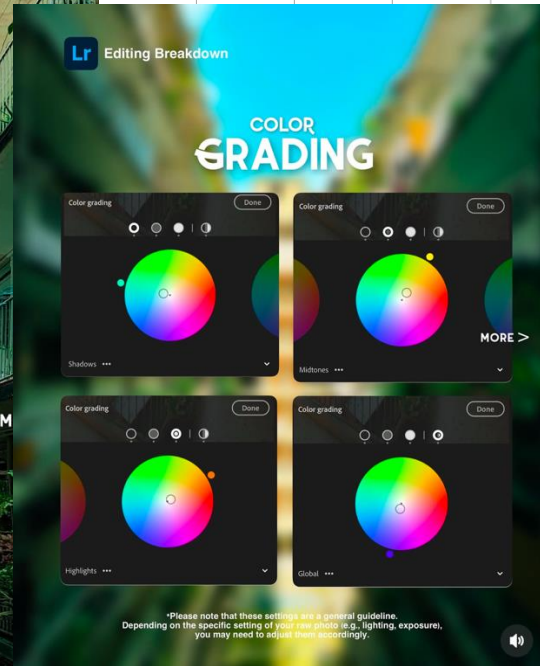 Lr Editing Breakdown
COLOR
GRADING
Color grading Done
Color grading Done
MORE >
Shadows •••
Midtones •••
M
Color grading Done
Color grading Done
Highlights •••
Global •••
*Please note that these settings are a general guideline.
Depending on the specific setting of your raw photo (e.g., lighting, exposure),
you may need to adjust them accordingly.